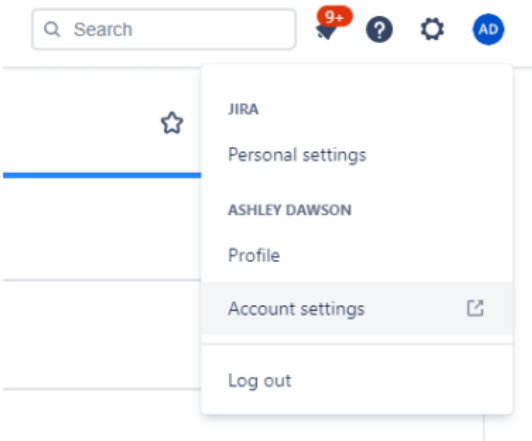 Search
9+
?
AD
JIRA
Personal settings
ASHLEY DAWSON
Profile
Account settings
Log out